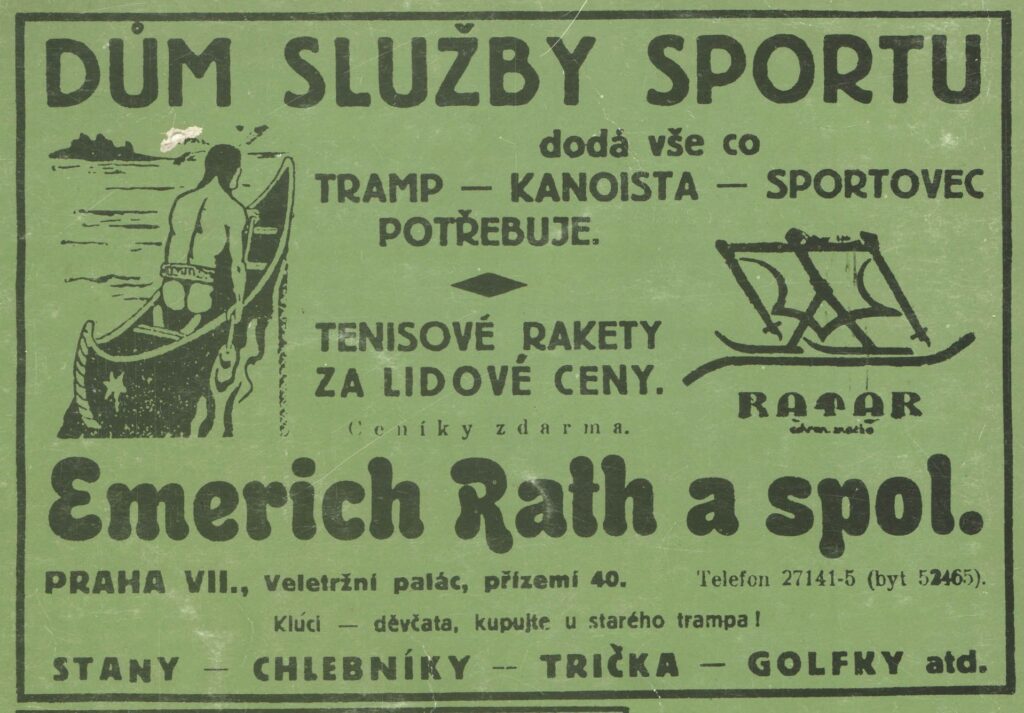 DŮM SLUŽBY SPORTU
dodá vše co
TRAMP — KANOISTA — SPORTOVEC
POTŘEBUJE.
TENISOVÉ RAKETY
ZA LIDOVÉ CENY.
Ceníky zdarma.
RATAR
Emerich Rath a spol.
PRAHA VII., Veletržní palác, přízemí 40. Telefon 27141-5 (byt 52465).
Klúci — děvčata, kupujte u starého trampa!
STANY — CHLEBNÍKY — TRIČKA — GOLFKY atd.